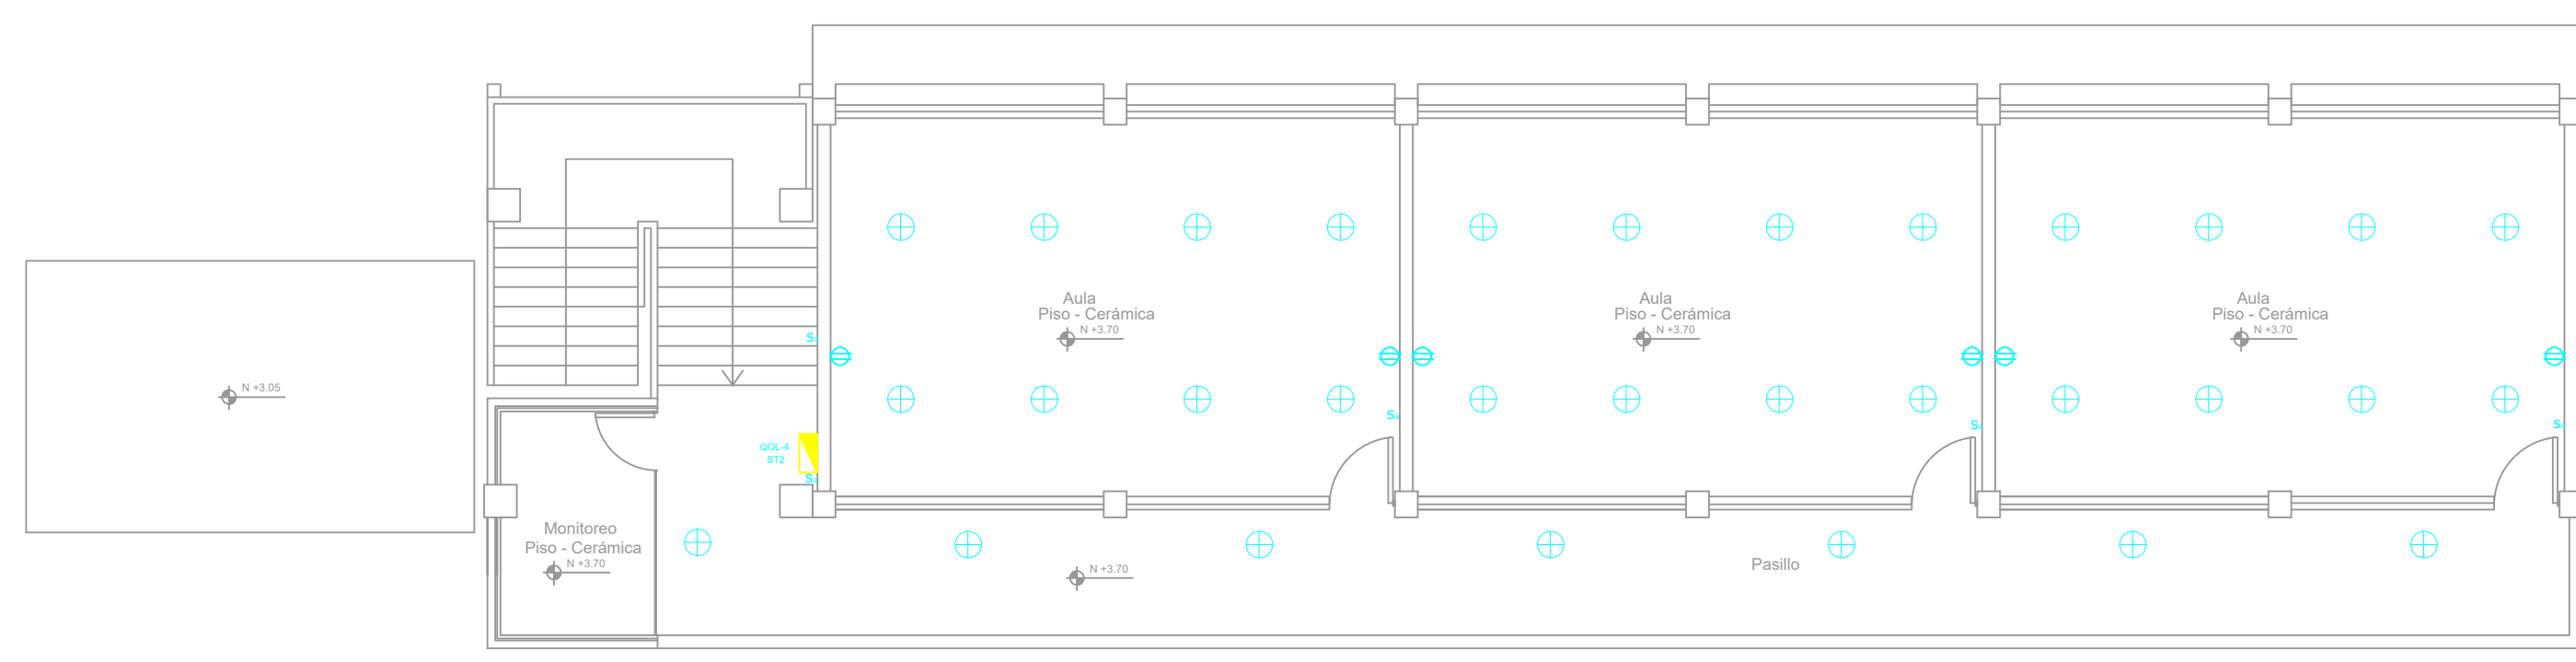 Aula
Piso - Cerámica
N +3.70
Aula
Piso - Cerámica
N +3.70
Aula
Piso - Cerámica
N +3.70
N +3.05
QOL-4
ST2
Monitoreo
Piso - Cerámica
N +3.70
N +3.70
Pasillo